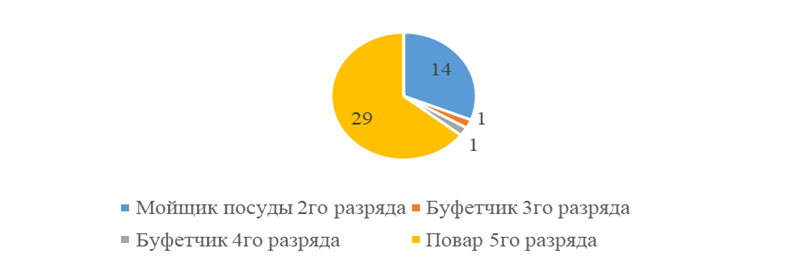 14
1
29
1
Мойщик посуды 2го разряда
Буфетчик 3го разряда
Буфетчик 4го разряда
Повар 5го разряда